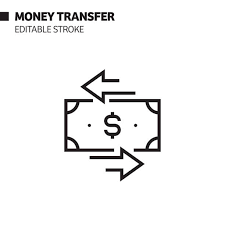 MONEY TRANSFER
EDITABLE STROKE
$